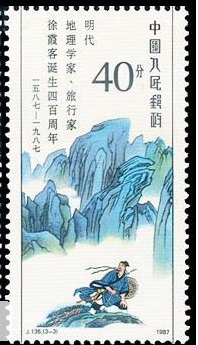 中国人民邮政
40分
明代
地理学家、旅行家
徐霞客诞生四百周年
一五八七—一九八七
J.136.(3-3)
1987